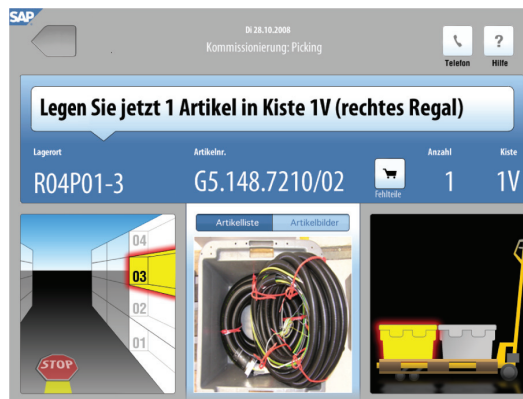 SAP
Di 28.10.2008
Kommissionierung: Picking
Telefon
Hilfe
Legen Sie jetzt 1 Artikel in Kiste 1V (rechtes Regal)
Lagerort
Artikelnr.
Anzahl
Kiste
R04P01-3
G5.148.7210/02
Fehlteile
1
1V
Artikelliste
Artikelbilder
04
03
02
01
STOP